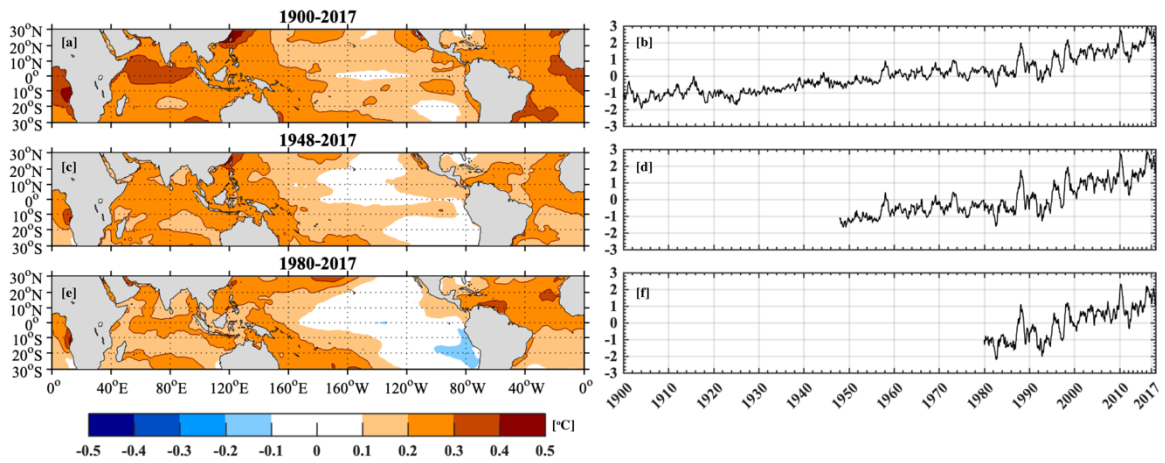 1900-2017
30°N
20°N
10°N
0°
10°S
20°S
30°S
[a]
3
2
1
0
-1
-2
-3
[b]
1948-2017
30°N
20°N
10°N
0°
10°S
20°S
30°S
[c]
3
2
1
0
-1
-2
-3
[d]
1980-2017
30°N
20°N
10°N
0°
10°S
20°S
30°S
[e]
3
2
1
0
-1
-2
-3
[f]
0° 40°E 80°E 120°E 160°E 160°W 120°W 80°W 40°W 0°
1900 1910 1920 1930 1940 1950 1960 1970 1980 1990 2000 2010 2017
[°C]
-0.5 -0.4 -0.3 -0.2 -0.1 0 0.1 0.2 0.3 0.4 0.5